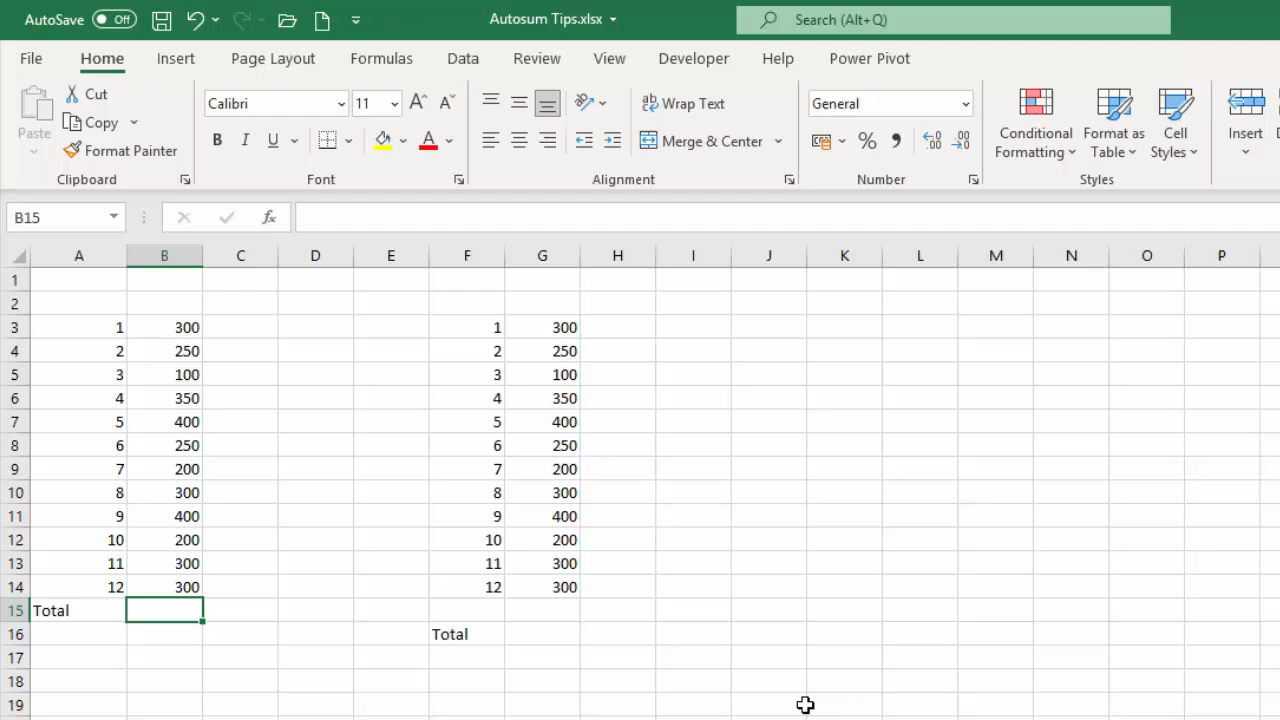 AutoSave Off Autosum Tips.xlsx Search (Alt+Q)
File Home Insert Page Layout Formulas Data Review View Developer Help Power Pivot
Paste
Cut
Copy
Format Painter
Clipboard
Calibri 11
B I U A
Font
ab Wrap Text
Merge & Center
Alignment
General
% 9 .00
Number
Conditional Formatting
Format as Table
Cell Styles
Styles
Insert
B15 fx
A B C D E F G H I J K L M N O P
1
2
3 1 300 1 300
4 2 250 2 250
5 3 100 3 100
6 4 350 4 350
7 5 400 5 400
8 6 250 6 250
9 7 200 7 200
10 8 300 8 300
11 9 400 9 400
12 10 200 10 200
13 11 300 11 300
14 12 300 12 300
15 Total
16 Total
17
18
19